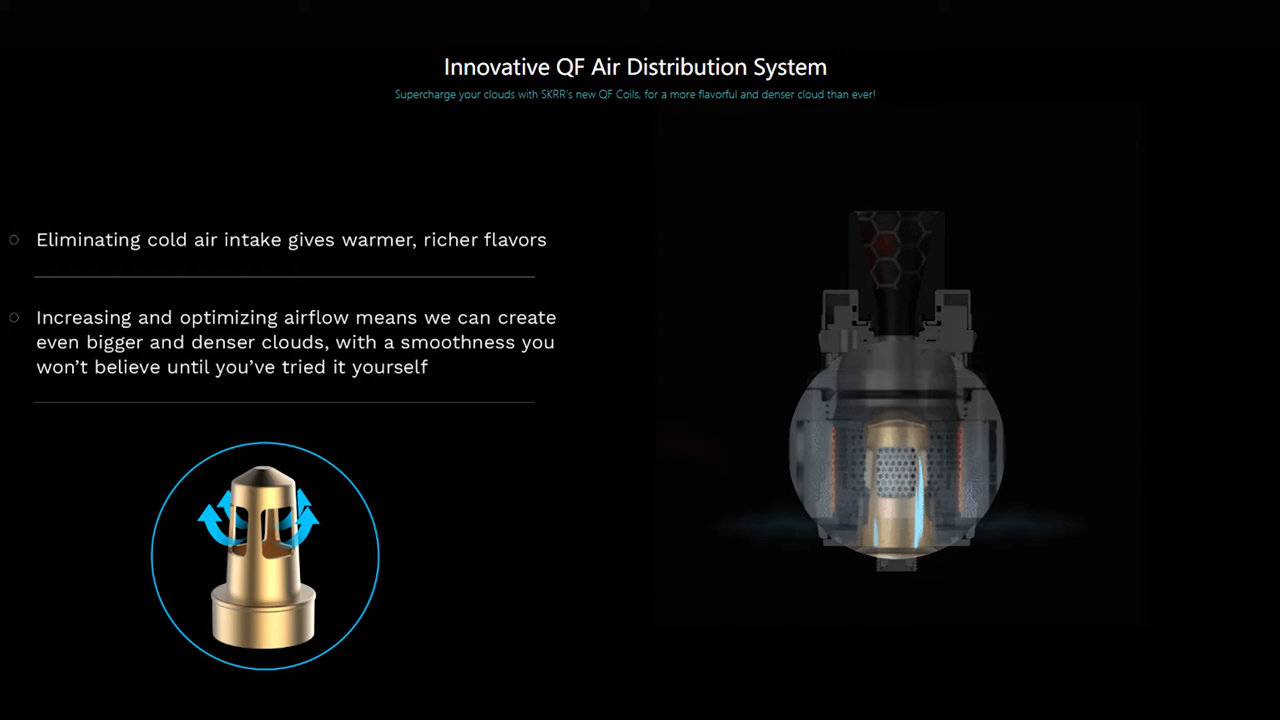 Innovative QF Air Distribution System
Supercharge your clouds with SKRR's new QF Coils, for a more flavorful and denser cloud than ever!
Eliminating cold air intake gives warmer, richer flavors
Increasing and optimizing airflow means we can create
even bigger and denser clouds, with a smoothness you
won't believe until you've tried it yourself